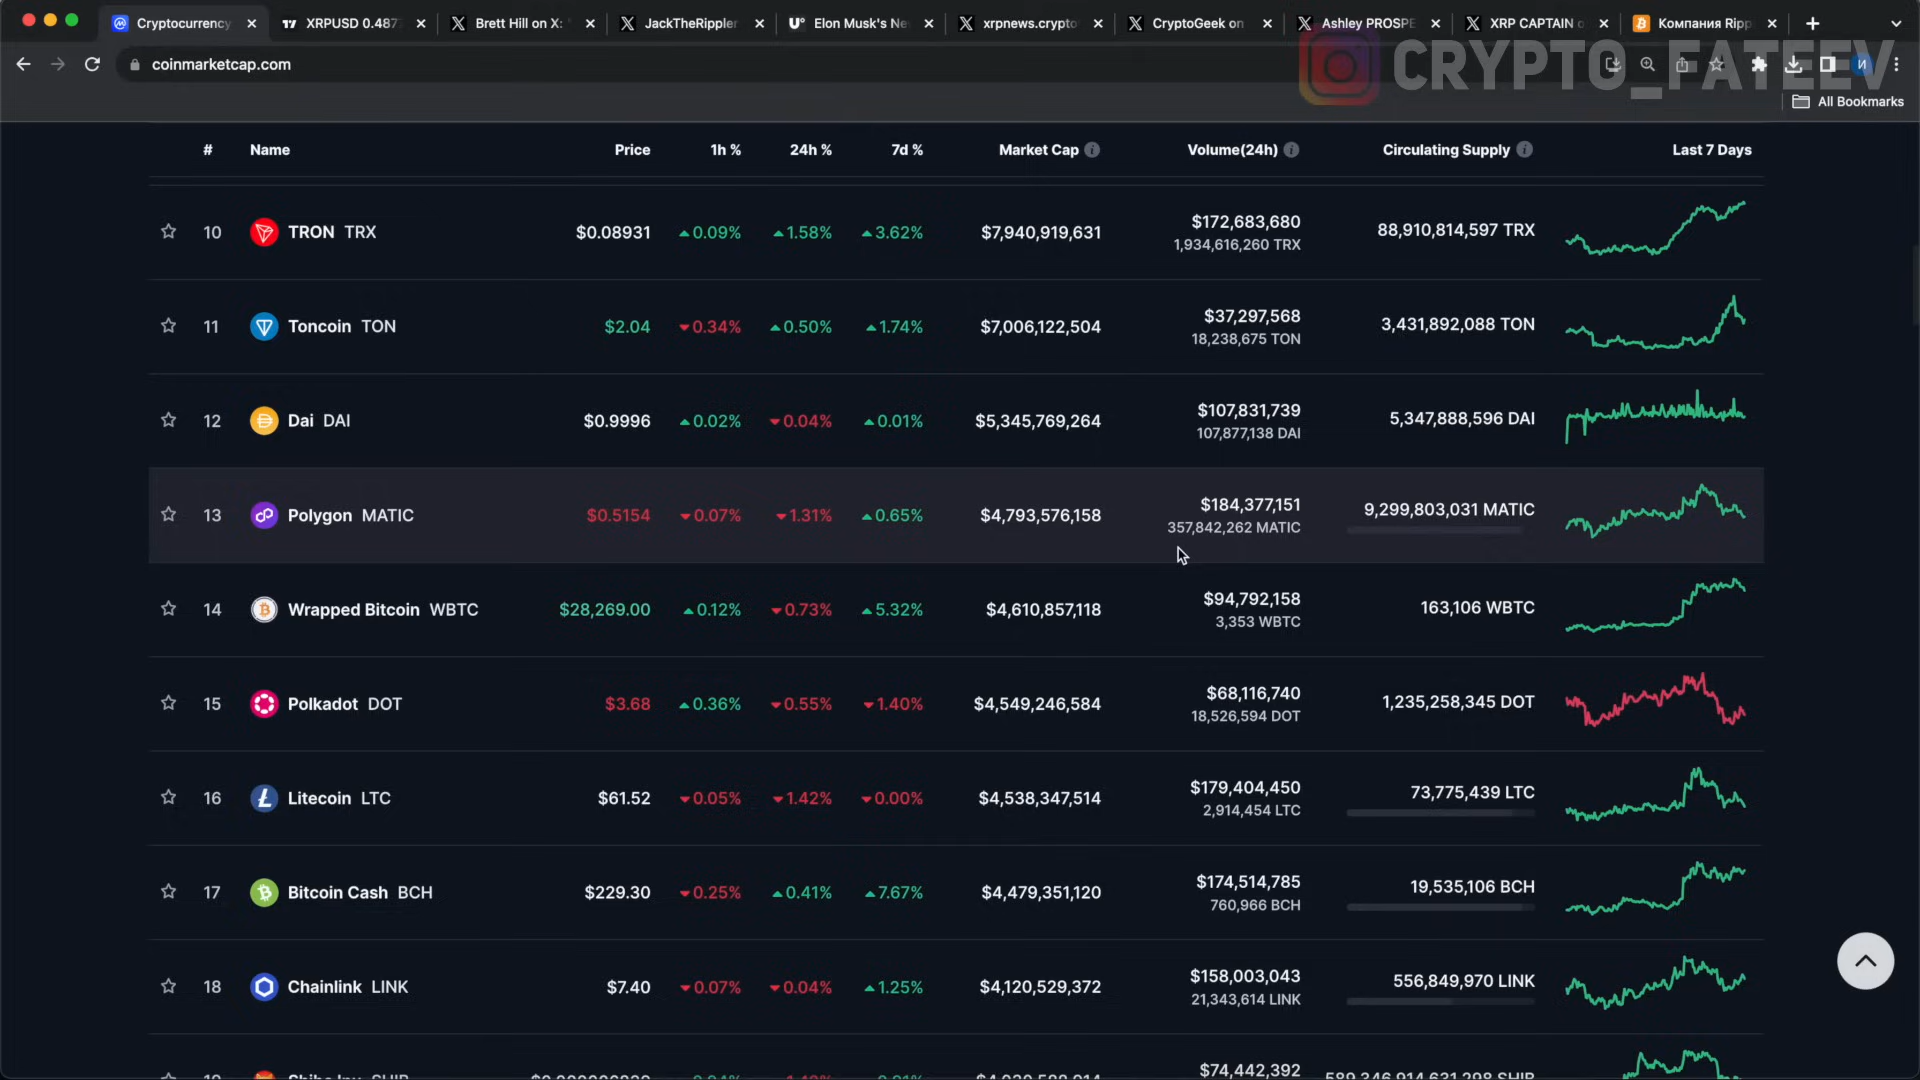 Cryptocurrency
XRPUSD 0.487
Brett Hill on X:
JackTheRippler
U° Elon Musk's Ne
xrpnews.crypto
CryptoGeek on
Ashley PROSPE
XRP CAPTAIN o
Компания Ripp
coinmarketcap.com
CRYPTO_FATEEV
И
All Bookmarks
# Name Price 1h % 24h % 7d % Market Cap Volume(24h) Circulating Supply Last 7 Days
10 TRON TRX $0.08931 0.09% 1.58% 3.62% $7,940,919,631 $172,683,680 88,910,814,597 TRX
1,934,616,260 TRX
11 Toncoin TON $2.04 0.34% 0.50% 1.74% $7,006,122,504 $37,297,568 3,431,892,088 TON
18,238,675 TON
12 Dai DAI $0.9996 0.02% 0.04% 0.01% $5,345,769,264 $107,831,739 5,347,888,596 DAI
107,877,138 DAI
13 Polygon MATIC $0.5154 0.07% 1.31% 0.65% $4,793,576,158 $184,377,151 9,299,803,031 MATIC
357,842,262 MATIC
14 Wrapped Bitcoin WBTC $28,269.00 0.12% 0.73% 5.32% $4,610,857,118 $94,792,158 163,106 WBTC
3,353 WBTC
15 Polkadot DOT $3.68 0.36% 0.55% 1.40% $4,549,246,584 $68,116,740 1,235,258,345 DOT
18,526,594 DOT
16 Litecoin LTC $61.52 0.05% 1.42% 0.00% $4,538,347,514 $179,404,450 73,775,439 LTC
2,914,454 LTC
17 Bitcoin Cash BCH $229.30 0.25% 0.41% 7.67% $4,479,351,120 $174,514,785 19,535,106 BCH
760,966 BCH
18 Chainlink LINK $7.40 0.07% 0.04% 1.25% $4,120,529,372 $158,003,043 556,849,970 LINK
21,343,614 LINK
Shiba Inu SHIB $74,442,392